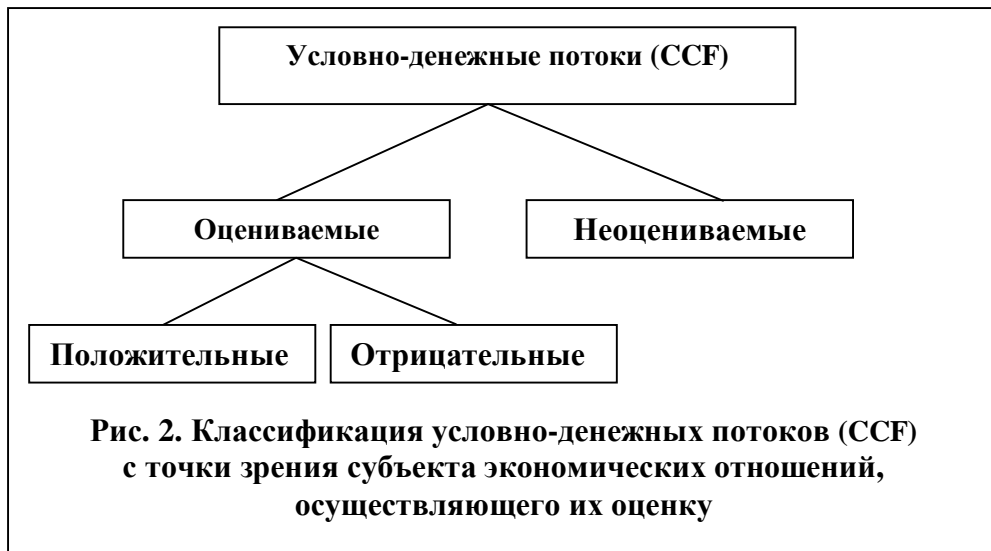 Условно-денежные потоки (CCF)
Оцениваемые
Неоцениваемые
Положительные
Отрицательные
Рис. 2. Классификация условно-денежных потоков (CCF)
с точки зрения субъекта экономических отношений,
осуществляющего их оценку